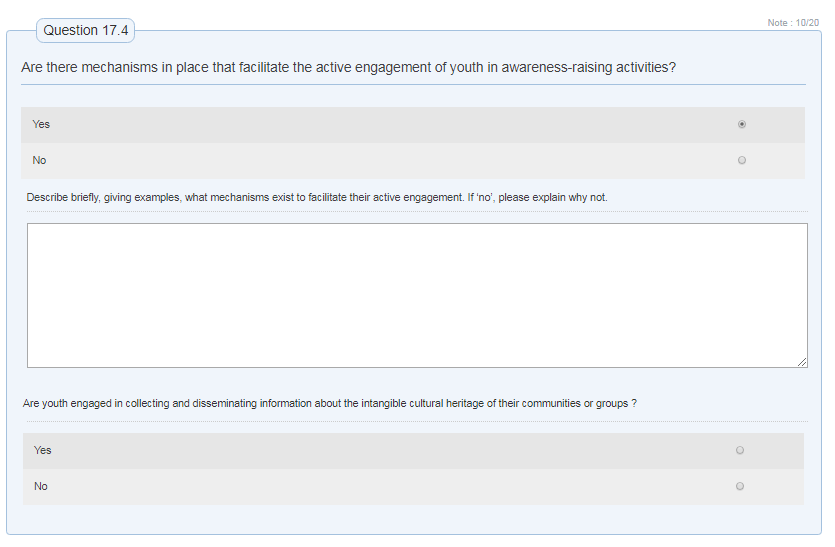 Note : 10/20
Question 17.4
Are there mechanisms in place that facilitate the active engagement of youth in awareness-raising activities?
Yes
No
Describe briefly, giving examples, what mechanisms exist to facilitate their active engagement. If ‘no’, please explain why not.
Are youth engaged in collecting and disseminating information about the intangible cultural heritage of their communities or groups ?
Yes
No